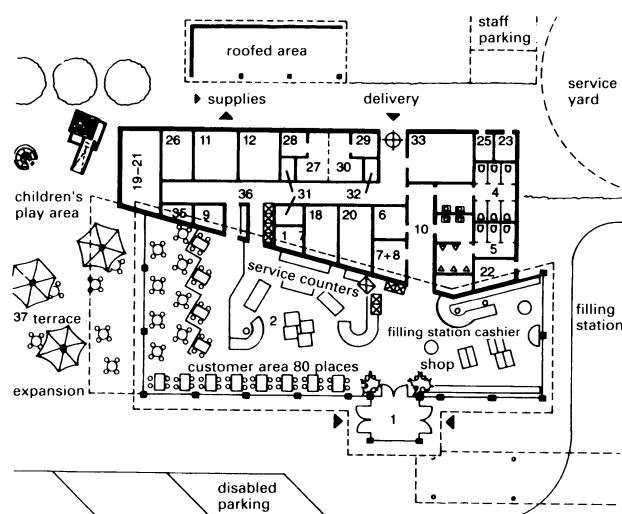 staff
parking
roofed area
service
yard
supplies
delivery
26
11
12
28
29
33
25
23
27
30
19-21
4
31
32
36
35
9
18
20
6
10
1
7
7+8
5
22
children's
play area
service counters
37 terrace
2
filling station cashier
filling
station
customer area 80 places
shop
expansion
1
disabled
parking